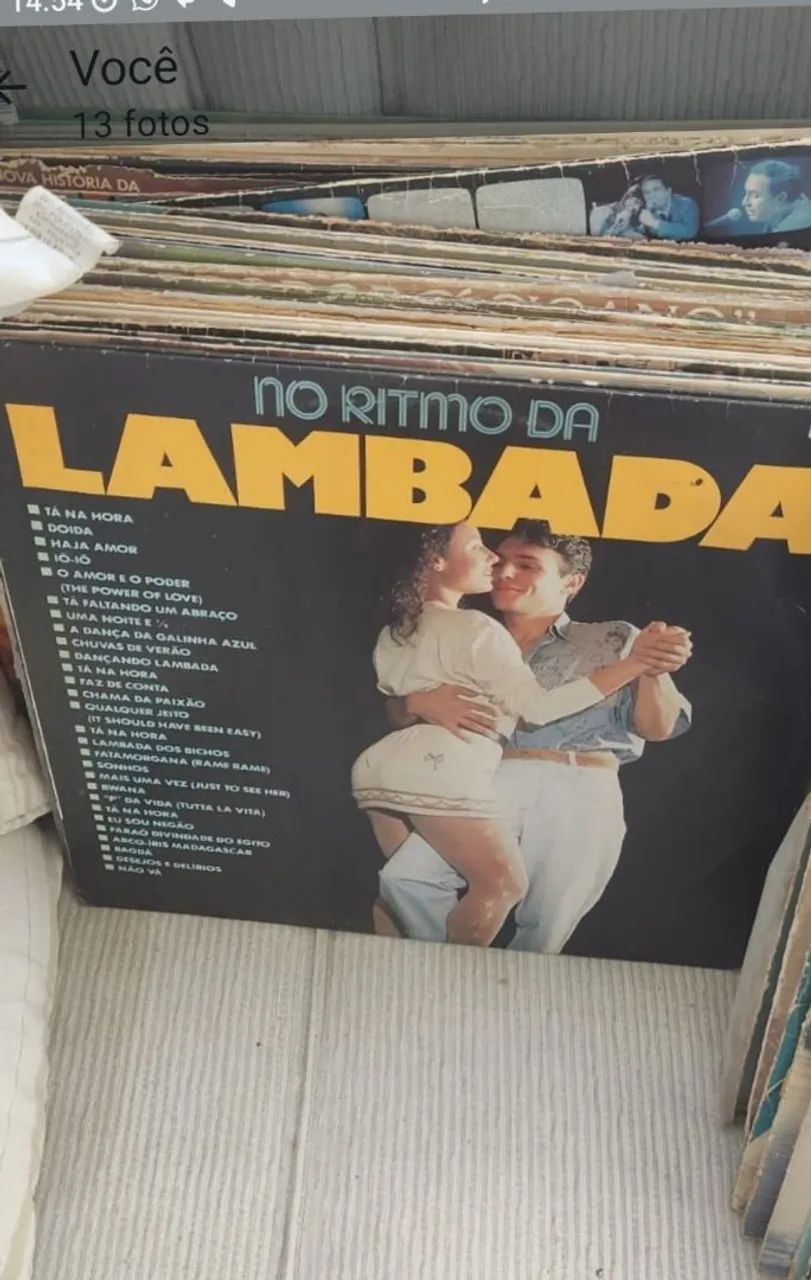 14:54
Você
13 fotos
NOVA HISTÓRIA DA
NO RITMO DA
LAMBADA
TÁ NA HORA
DOIDA
HAJA AMOR
IÔ-IÔ
O AMOR E O PODER
(THE POWER OF LOVE)
TÁ FALTANDO UM ABRAÇO
UMA NOITE E ½
A DANÇA DA GALINHA AZUL
CHUVAS DE VERÃO
DANÇANDO LAMBADA
TÁ NA HORA
FAZ DE CONTA
CHAMA DA PAIXÃO
QUALQUER JEITO
(IT SHOULD HAVE BEEN EASY)
TÁ NA HORA
LAMBADA DOS BICHOS
FATAMORGANA (RAME RAME)
SONHOS
MAIS UMA VEZ (JUST TO SEE HER)
BWANA
"P" DA VIDA (TUTTA LA VITA)
TÁ NA HORA
EU SOU NEGÃO
FARAÓ DIVINDADE DO EGITO
ARCO-ÍRIS MADAGASCAR
BAGDÁ
DESEJOS E DELÍRIOS
NÃO VÁ